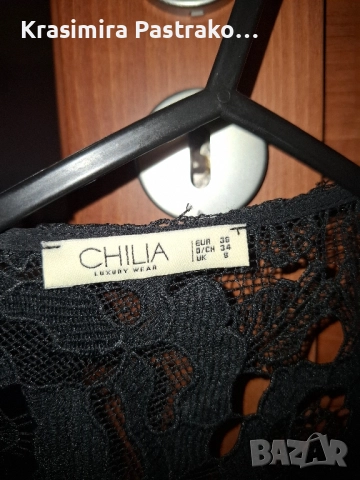 Krasimira Pastrako...
CHILIA
LUXURY WEAR
EUR 36
D/CH 34
UK 8
BAZAR